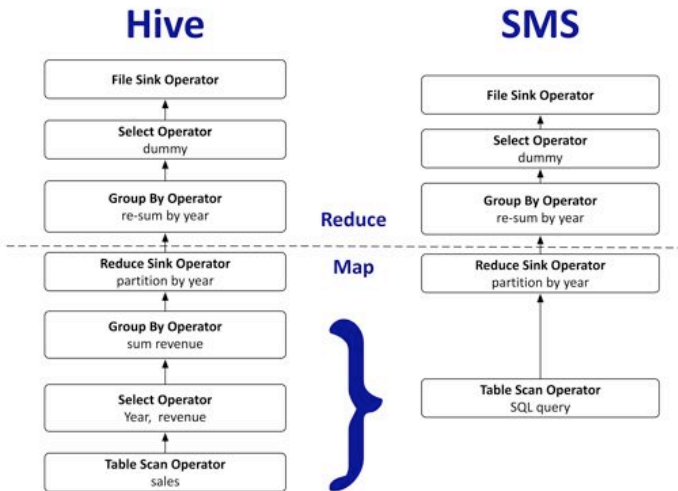 Hive
File Sink Operator
Select Operator
dummy
Group By Operator
re-sum by year
Reduce Sink Operator
partition by year
Group By Operator
sum revenue
Select Operator
Year, revenue
Table Scan Operator
sales
Reduce
Map
SMS
File Sink Operator
Select Operator
dummy
Group By Operator
re-sum by year
Reduce Sink Operator
partition by year
Table Scan Operator
SQL query